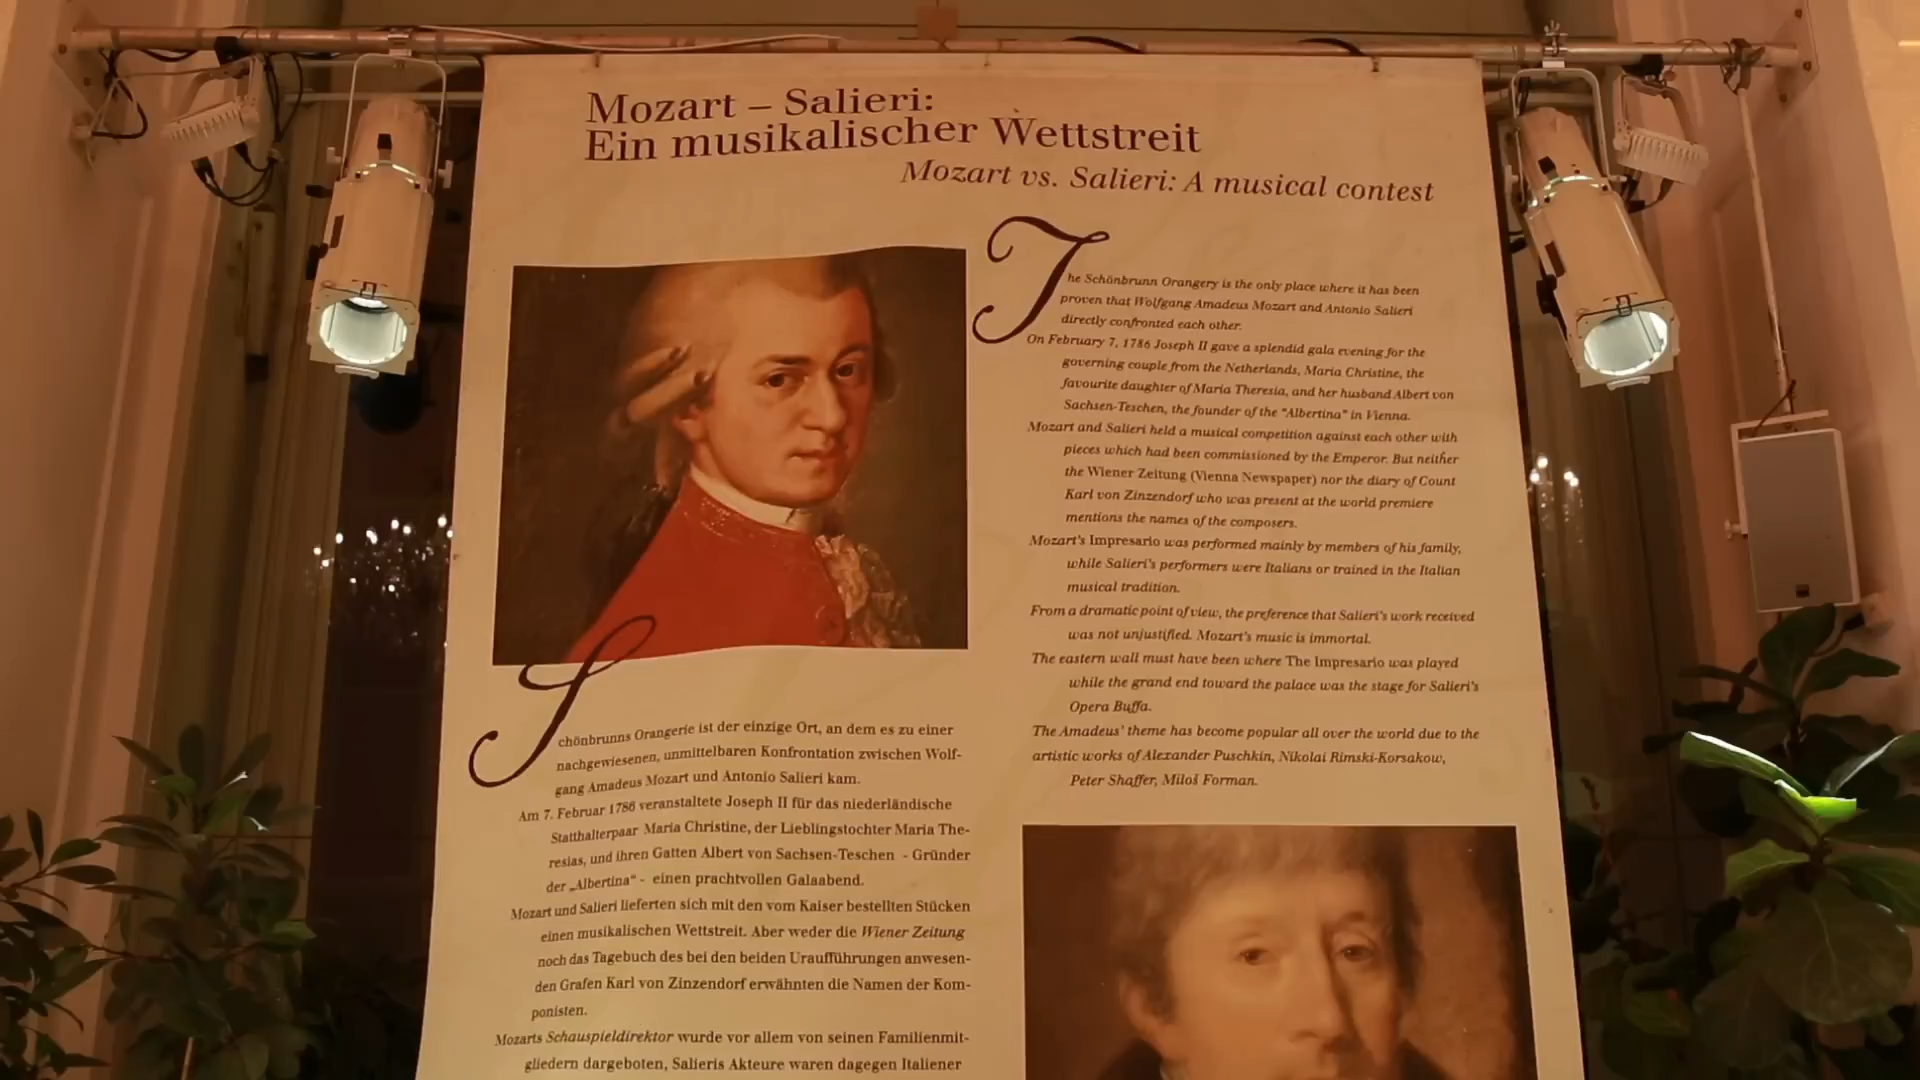 Mozart – Salieri:
Ein musikalischer Wettstreit
Mozart vs. Salieri: A musical contest
The Schönbrunn Orangery is the only place where it has been
proven that Wolfgang Amadeus Mozart and Antonio Salieri
directly confronted each other.
On February 7, 1786 Joseph II gave a splendid gala evening for the
governing couple from the Netherlands, Maria Christine, the
favourite daughter of Maria Theresia, and her husband Albert von
Sachsen-Teschen, the founder of the "Albertina" in Vienna.
Mozart and Salieri held a musical competition against each other with
pieces which had been commissioned by the Emperor. But neither
the Wiener Zeitung (Vienna Newspaper) nor the diary of Count
Karl von Zinzendorf who was present at the world premiere
mentions the names of the composers.
Mozart's Impresario was performed mainly by members of his family,
while Salieri's performers were Italians or trained in the Italian
musical tradition.
From a dramatic point of view, the preference that Salieri's work received
was not unjustified. Mozart's music is immortal.
The eastern wall must have been where The Impresario was played
while the grand end toward the palace was the stage for Salieri's
Opera Buffa.
The Amadeus' theme has become popular all over the world due to the
artistic works of Alexander Puschkin, Nikolai Rimski-Korsakow,
Peter Shaffer, Miloš Forman.
Schönbrunns Orangerie ist der einzige Ort, an dem es zu einer
nachgewiesenen, unmittelbaren Konfrontation zwischen Wolf-
gang Amadeus Mozart und Antonio Salieri kam.
Am 7. Februar 1786 veranstaltete Joseph II für das niederländische
Statthalterpaar Maria Christine, der Lieblingstochter Maria The-
resias, und ihren Gatten Albert von Sachsen-Teschen - Gründer
der „Albertina“ - einen prachtvollen Galaabend.
Mozart und Salieri lieferten sich mit den vom Kaiser bestellten Stücken
einen musikalischen Wettstreit. Aber weder die Wiener Zeitung
noch das Tagebuch des bei den beiden Uraufführungen anwesen-
den Grafen Karl von Zinzendorf erwähnten die Namen der Kom-
ponisten.
Mozarts Schauspieldirektor wurde vor allem von seinen Familienmit-
gliedern dargeboten, Salieris Akteure waren dagegen Italiener